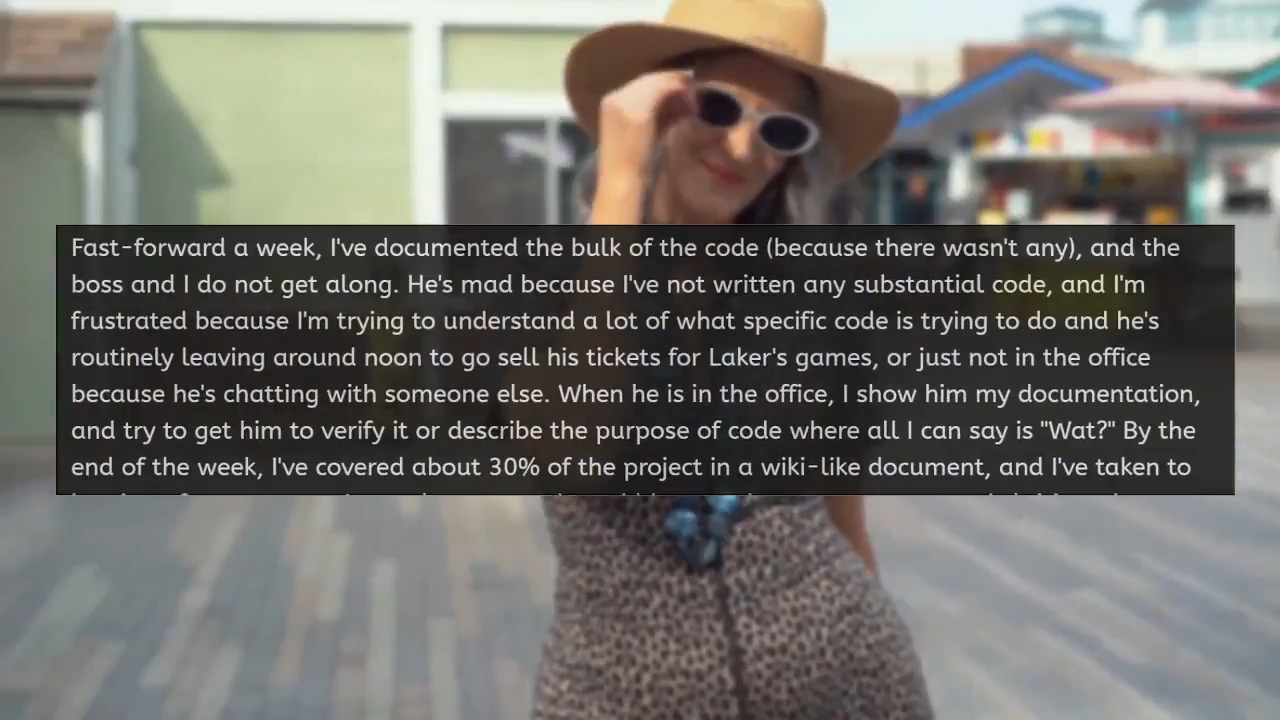 Fast-forward a week, I've documented the bulk of the code (because there wasn't any), and the
boss and I do not get along. He's mad because I've not written any substantial code, and I'm
frustrated because I'm trying to understand a lot of what specific code is trying to do and he's
routinely leaving around noon to go sell his tickets for Laker's games, or just not in the office
because he's chatting with someone else. When he is in the office, I show him my documentation,
and try to get him to verify it or describe the purpose of code where all I can say is "Wat?" By the
end of the week, I've covered about 30% of the project in a wiki-like document, and I've taken to